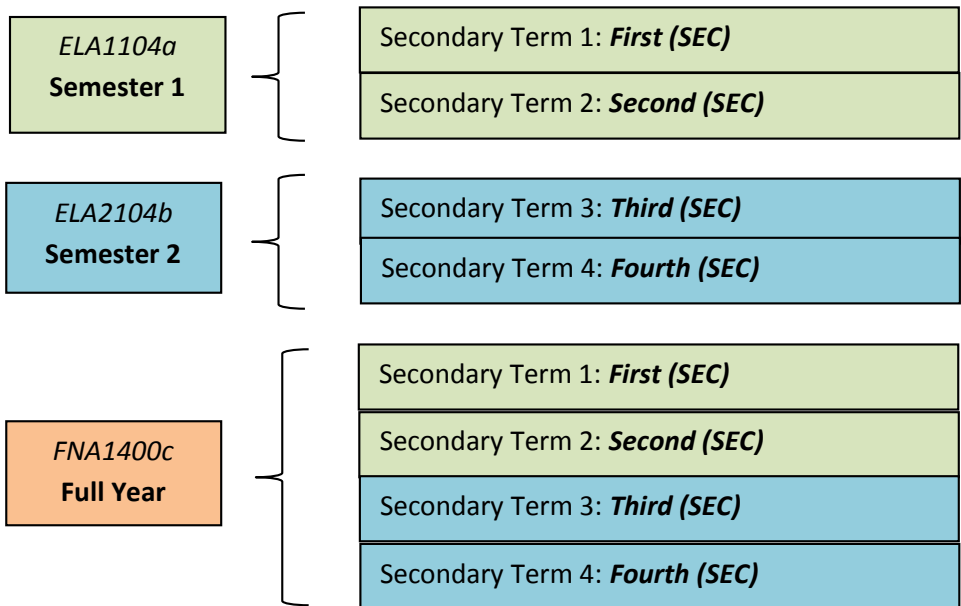 ELA1104a
Semester 1
Secondary Term 1: First (SEC)
Secondary Term 2: Second (SEC)
ELA2104b
Semester 2
Secondary Term 3: Third (SEC)
Secondary Term 4: Fourth (SEC)
FNA1400c
Full Year
Secondary Term 1: First (SEC)
Secondary Term 2: Second (SEC)
Secondary Term 3: Third (SEC)
Secondary Term 4: Fourth (SEC)